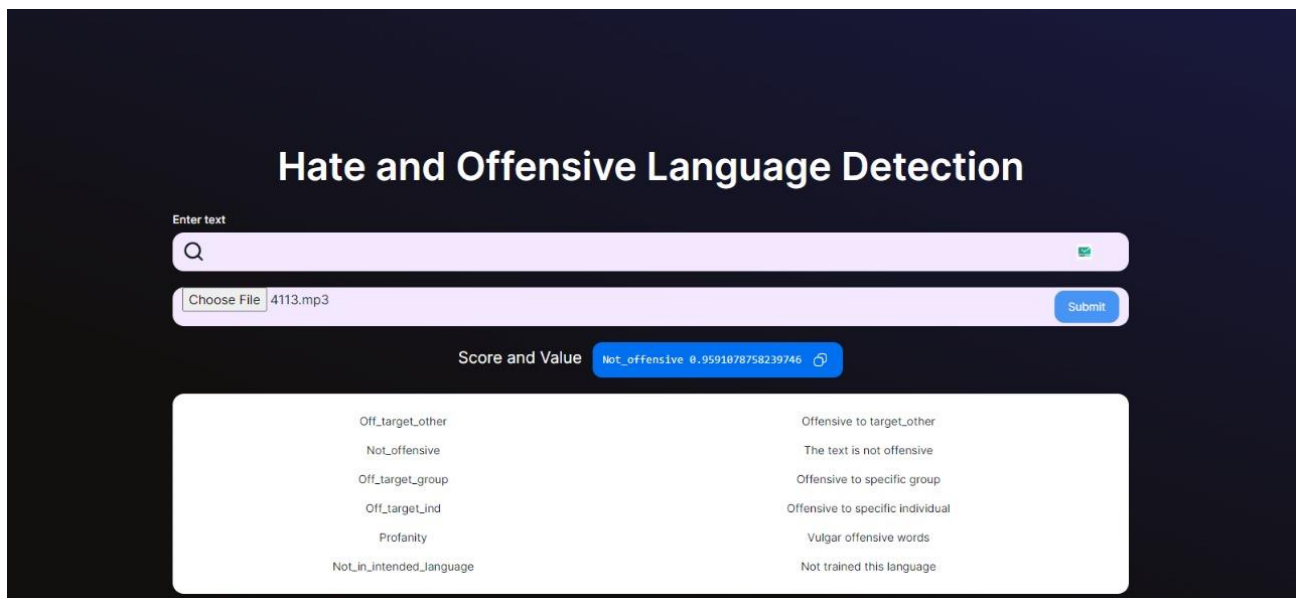 Hate and Offensive Language Detection
Enter text
Choose File 4113.mp3
Submit
Score and Value Not_offensive 0.9591078758239746
Off_target_other Offensive to target_other
Not_offensive The text is not offensive
Off_target_group Offensive to specific group
Off_target_ind Offensive to specific individual
Profanity Vulgar offensive words
Not_in_intended_language Not trained this language